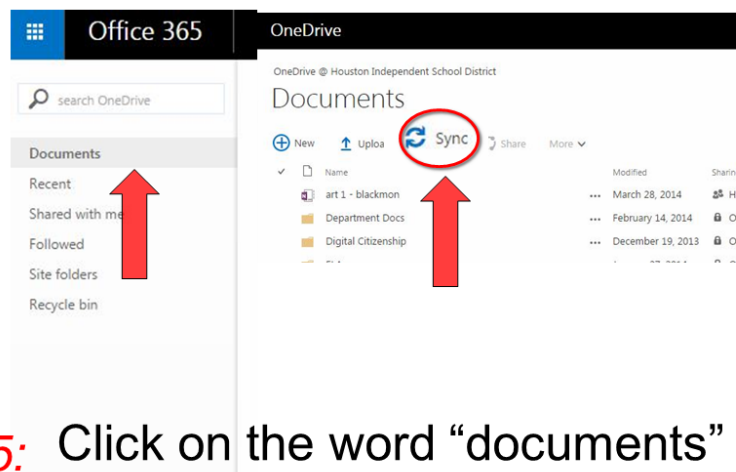 Office 365
OneDrive
OneDrive @ Houston Independent School District
search OneDrive
Documents
New Uploa Sync Share More
Documents
Recent
Shared with me
Followed
Site folders
Recycle bin
Name Modified Sharin
art 1 - blackmon ... March 28, 2014
Department Docs ... February 14, 2014
Digital Citizenship ... December 19, 2013
5: Click on the word “documents”